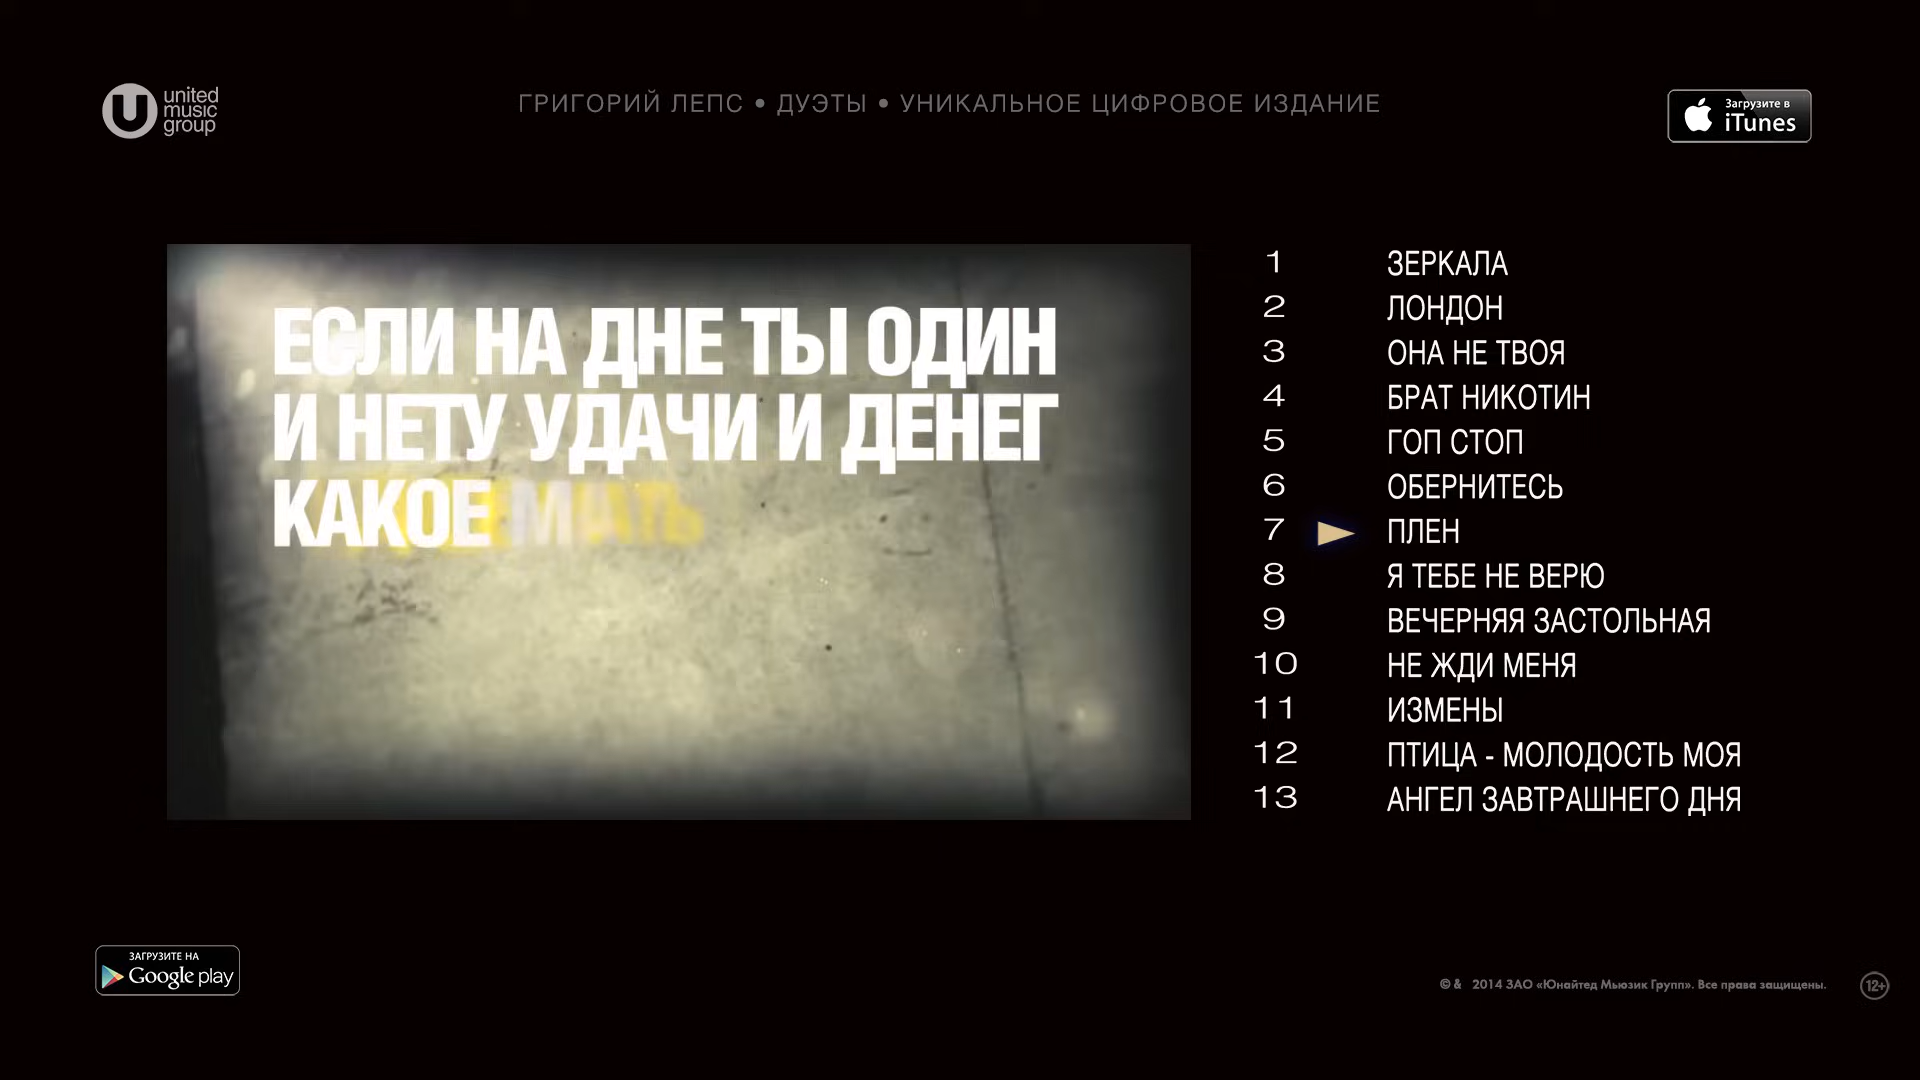 united
music
group
ГРИГОРИЙ ЛЕПС • ДУЭТЫ • УНИКАЛЬНОЕ ЦИФРОВОЕ ИЗДАНИЕ
Загрузите в
iTunes
ЕСЛИ НА ДНЕ ТЫ ОДИН
И НЕТУ УДАЧИ И ДЕНЕГ
КАКОЕ
1 ЗЕРКАЛА
2 ЛОНДОН
3 ОНА НЕ ТВОЯ
4 БРАТ НИКОТИН
5 ГОП СТОП
6 ОБЕРНИТЕСЬ
7 ПЛЕН
8 Я ТЕБЕ НЕ ВЕРЮ
9 ВЕЧЕРНЯЯ ЗАСТОЛЬНАЯ
10 НЕ ЖДИ МЕНЯ
11 ИЗМЕНЫ
12 ПТИЦА - МОЛОДОСТЬ МОЯ
13 АНГЕЛ ЗАВТРАШНЕГО ДНЯ
ЗАГРУЗИТЕ НА
Google play
© & 2014 ЗАО «Юнайтед Мьюзик Групп». Все права защищены.
12+